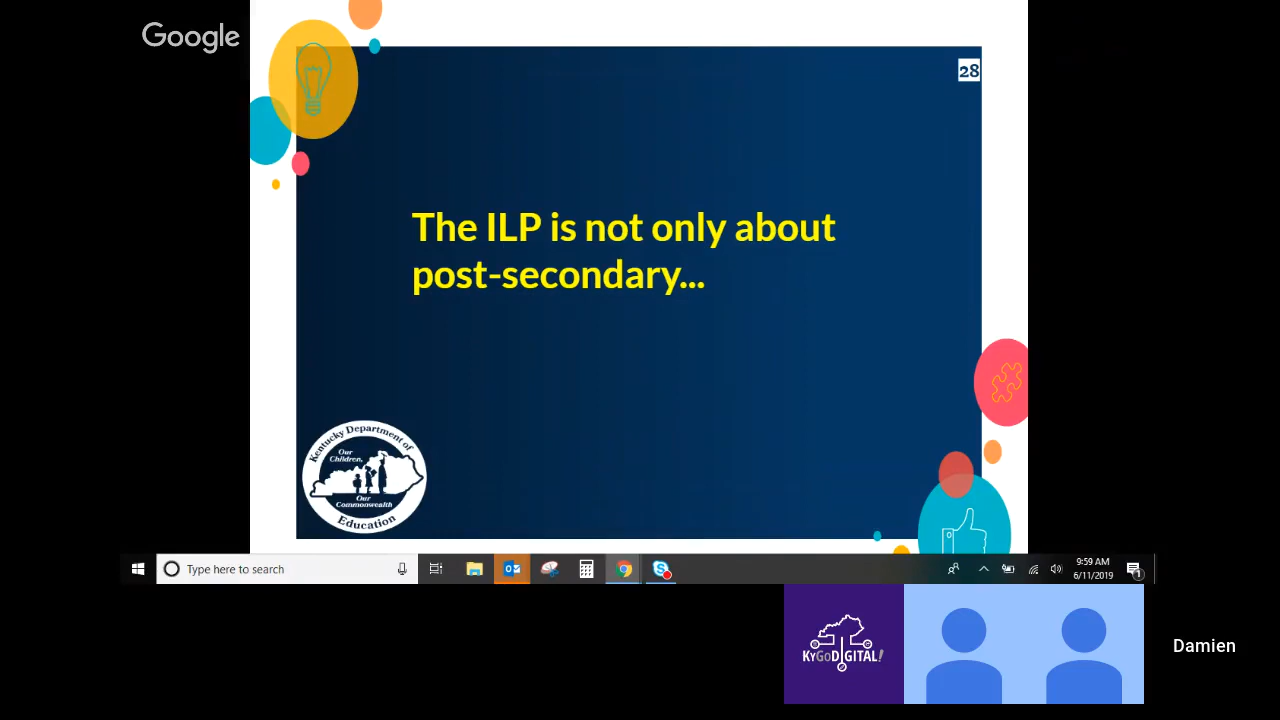 Google
28
The ILP is not only about
post-secondary...
Kentucky Department of
Our
Children,
Our
Commonwealth
Education
Type here to search
9:59 AM
6/11/2019
1
KyGoDIGITAL!
Damien